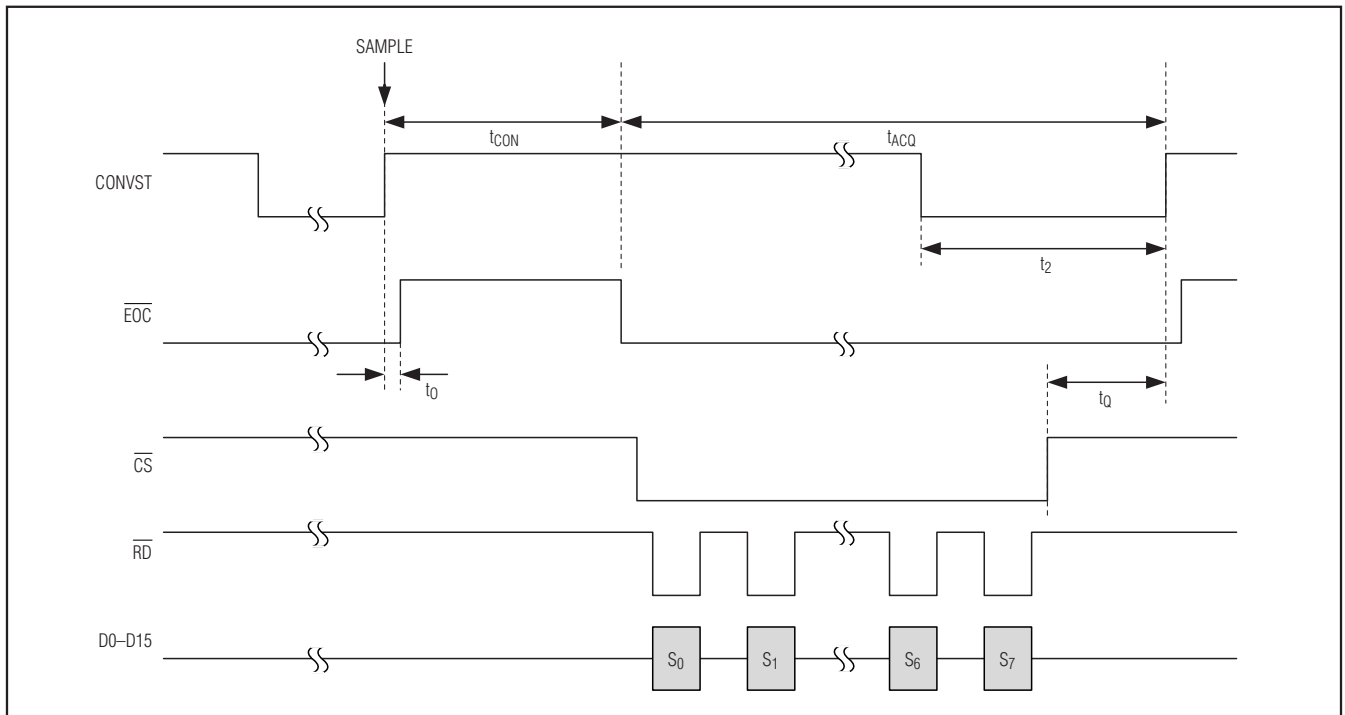 SAMPLE
tCON
tACQ
CONVST
t2
EOC
t0
tQ
CS
RD
D0–D15
S0
S1
S6
S7